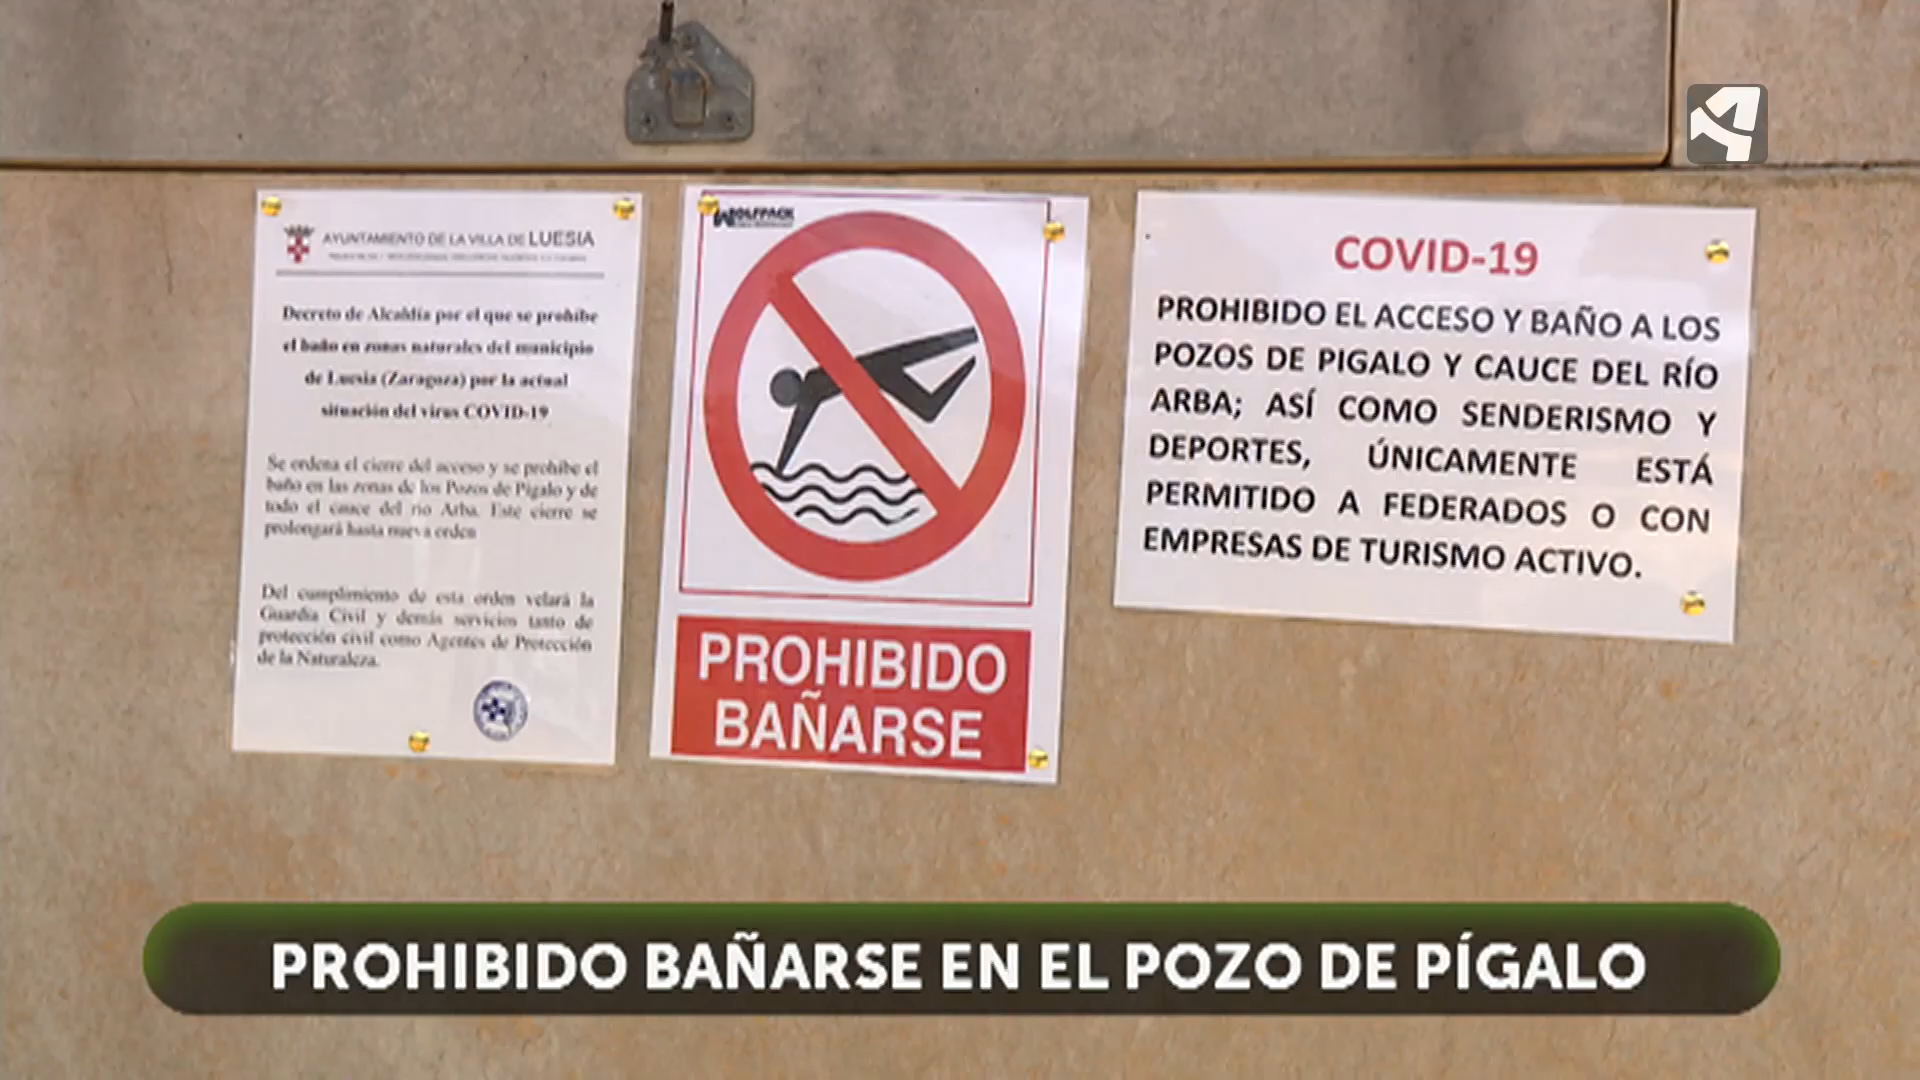 AYUNTAMIENTO DE LA VILLA DE LUESIA
Decreto de Alcaldía por el que se prohibe
el baño en zonas naturales del municipio
de Luesia (Zaragoza) por la actual
situación del virus COVID-19
Se ordena el cierre del acceso y se prohibe el
baño en las zonas de los Pozos de Pigalo y de
todo el cauce del rio Arba. Este cierre se
prolongará hasta nueva orden
Del cumplimiento de esta orden velará la
Guardia Civil y demás servicios tanto de
protección civil como Agentes de Protección
de la Naturaleza.
WOLFPACK
PROHIBIDO
BAÑARSE
COVID-19
PROHIBIDO EL ACCESO Y BAÑO A LOS
POZOS DE PIGALO Y CAUCE DEL RÍO
ARBA; ASÍ COMO SENDERISMO Y
DEPORTES, ÚNICAMENTE ESTÁ
PERMITIDO A FEDERADOS O CON
EMPRESAS DE TURISMO ACTIVO.
PROHIBIDO BAÑARSE EN EL POZO DE PÍGALO